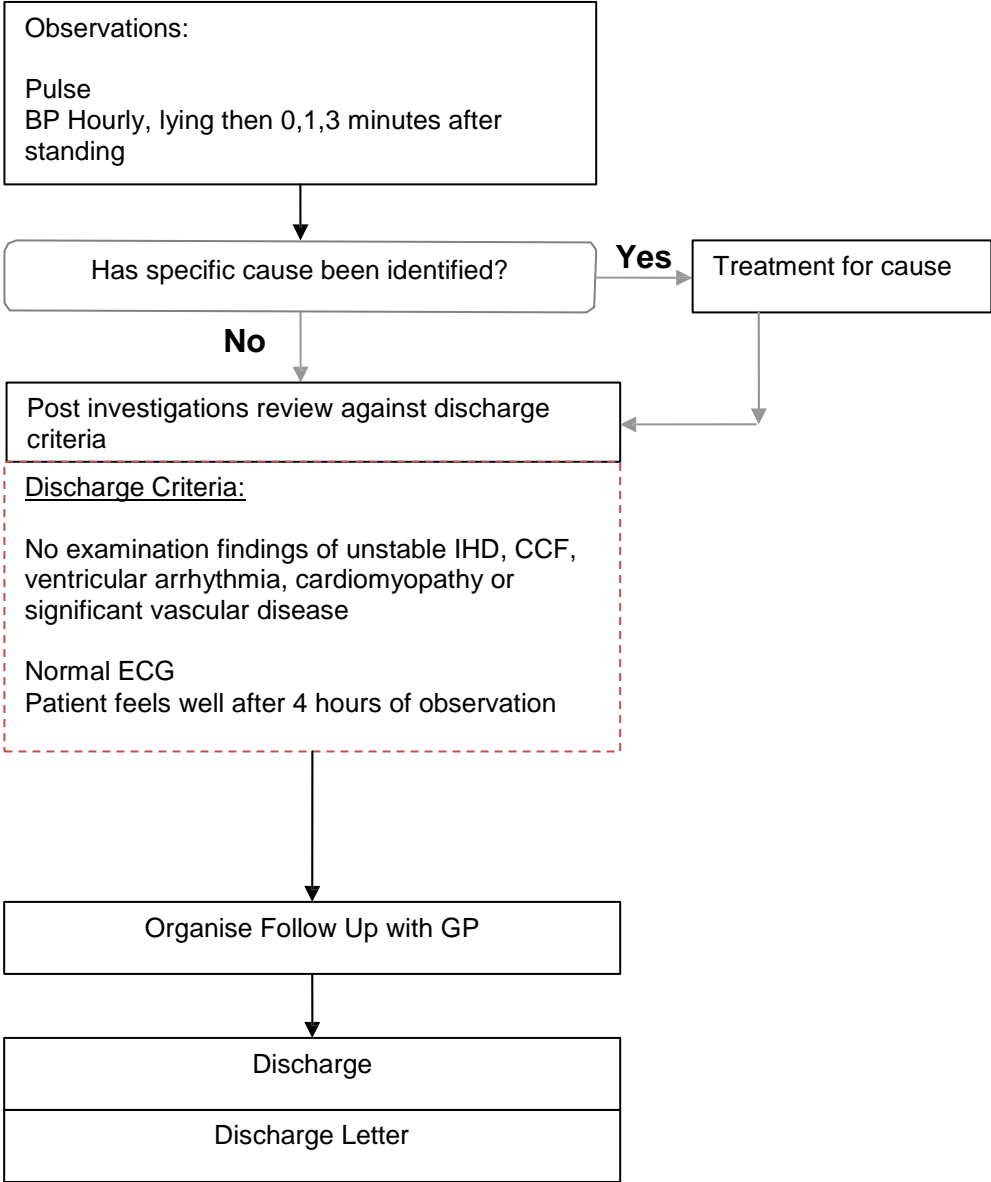 Observations:
Pulse
BP Hourly, lying then 0,1,3 minutes after
standing
Has specific cause been identified?
Yes
Treatment for cause
No
Post investigations review against discharge
criteria
Discharge Criteria:
No examination findings of unstable IHD, CCF,
ventricular arrhythmia, cardiomyopathy or
significant vascular disease
Normal ECG
Patient feels well after 4 hours of observation
Organise Follow Up with GP
Discharge
Discharge Letter